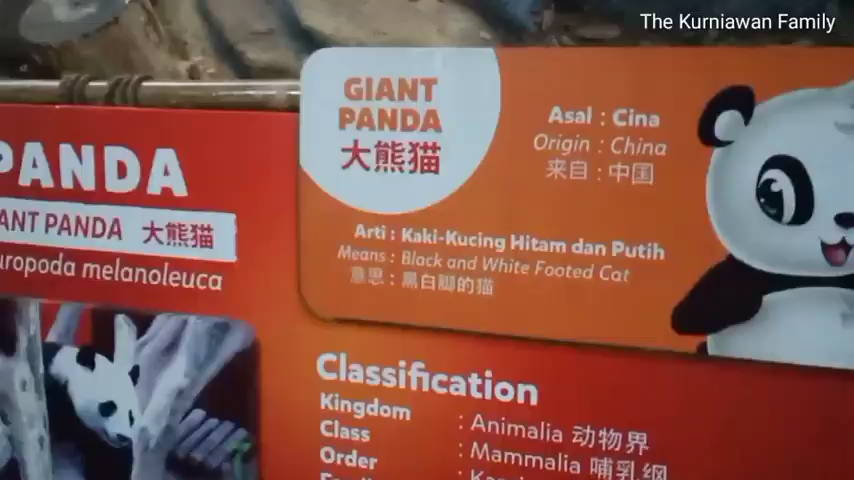 The Kurniawan Family
GIANT
PANDA
大熊猫
Asal : Cina
Origin : China
来自 : 中国
Arti : Kaki-Kucing Hitam dan Putih
Means : Black and White Footed Cat
意思 : 黑白脚的猫
PANDA
PANDA 大熊猫
melanoleuca
Classification
Kingdom : Animalia 动物界
Class : Mammalia 哺乳纲
Order